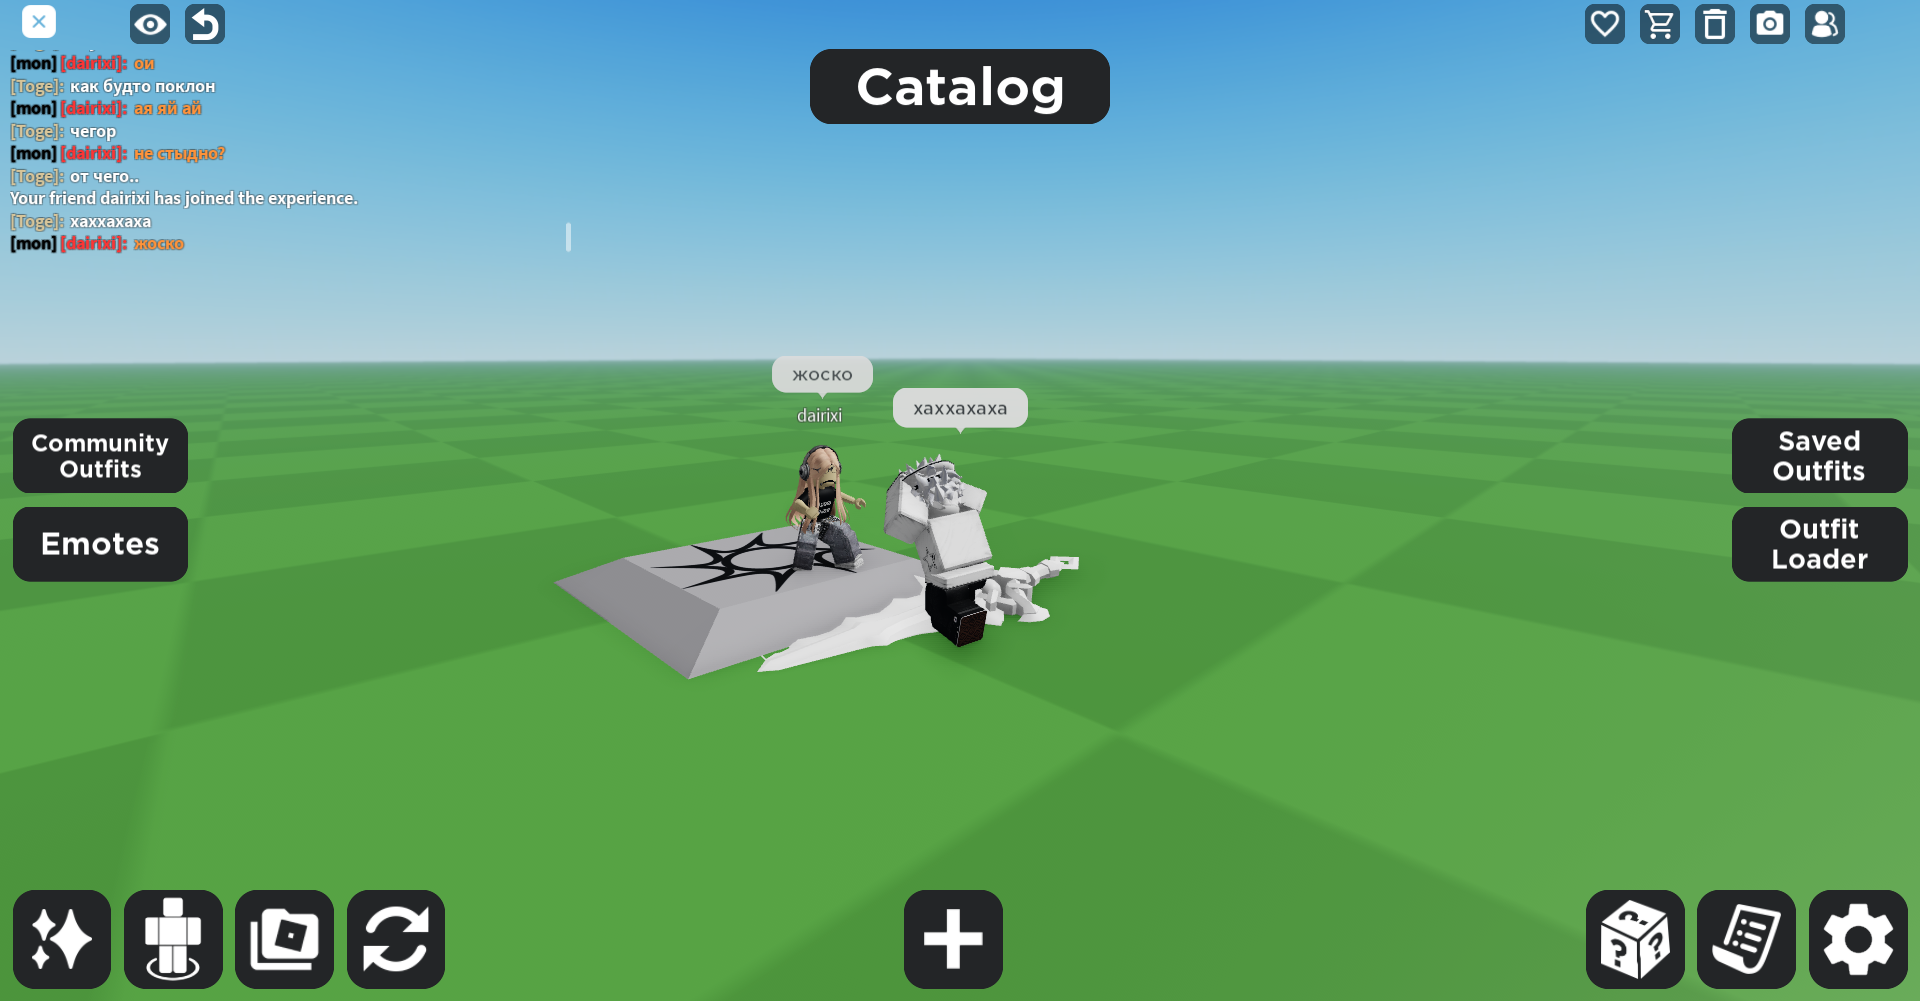 [mon] [dairixi]: ои
[Toge]: как будто поклон
[mon] [dairixi]: ая яй ай
[Toge]: чегор
[mon] [dairixi]: не стыдно?
[Toge]: от чего..
Your friend dairixi has joined the experience.
[Toge]: хаххахаха
[mon] [dairixi]: жоско
Catalog
жоско
dairixi
хаххахаха
Community
Outfits
Emotes
Saved
Outfits
Outfit
Loader